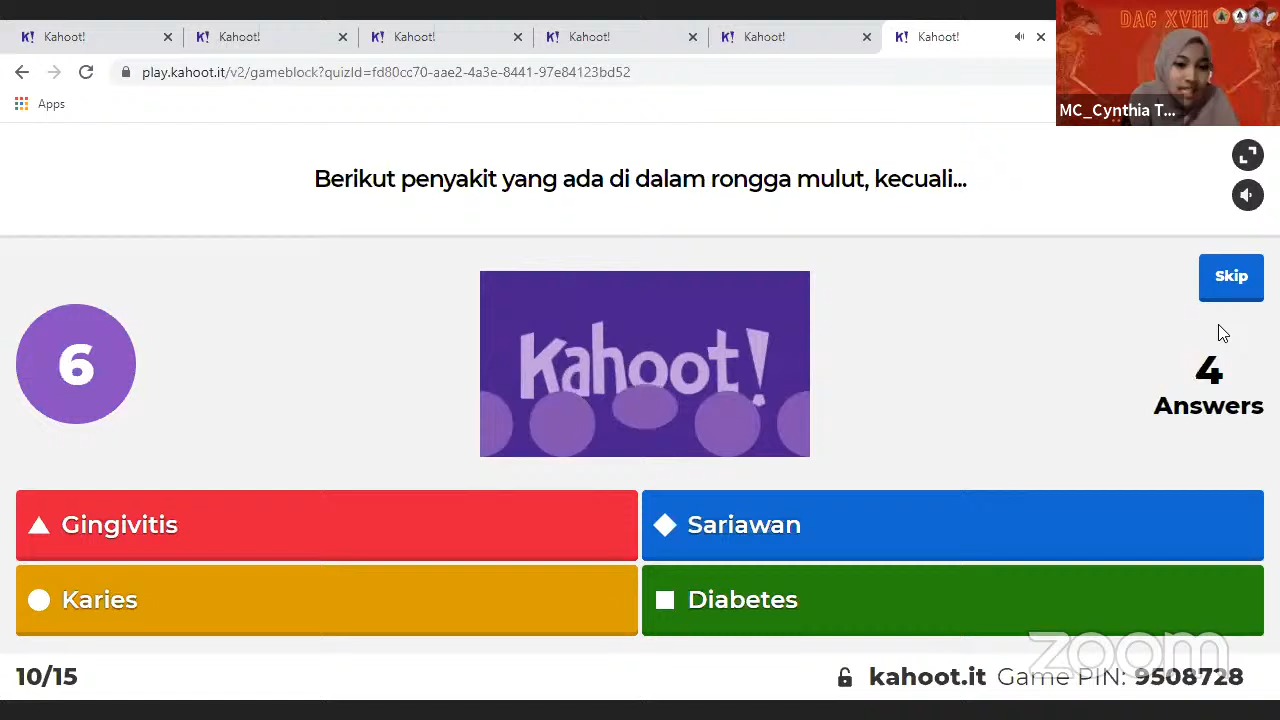 K! Kahoot! × K! Kahoot! × K! Kahoot! × K! Kahoot! × K! Kahoot! × K! Kahoot! ×
DAC XVIII
play.kahoot.it/v2/gameblock?quizId=fd80cc70-aae2-4a3e-8441-97e84123bd52
Apps
MC_Cynthia T...
Berikut penyakit yang ada di dalam rongga mulut, kecuali...
Skip
6
Kahoot!
4
Answers
Gingivitis
Sariawan
Karies
Diabetes
zoom
10/15
kahoot.it Game PIN: 9508728